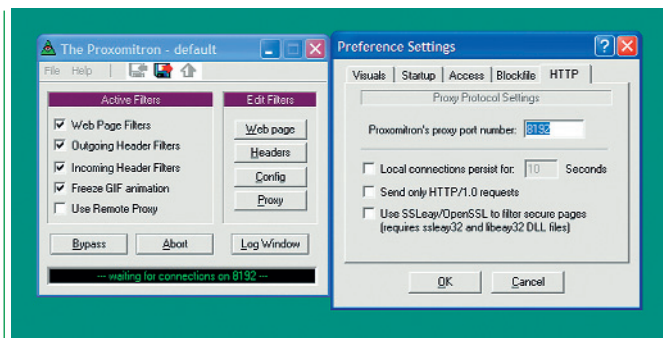 The Proxomitron - default
File Help
Active Filters
Edit Filters
Web Page Filters
Outgoing Header Filters
Incoming Header Filters
Freeze GIF animation
Use Remote Proxy
Web page
Headers
Config
Proxy
Bypass
Abort
Log Window
--- waiting for connections on 8192 ---
Preference Settings
Visuals Startup Access Blockfile HTTP
Proxy Protocol Settings
Proxomitron's proxy port number: 8192
Local connections persist for: 10 Seconds
Send only HTTP/1.0 requests
Use SSLeay/OpenSSL to filter secure pages
(requires ssleay32 and libeay32 DLL files)
OK
Cancel